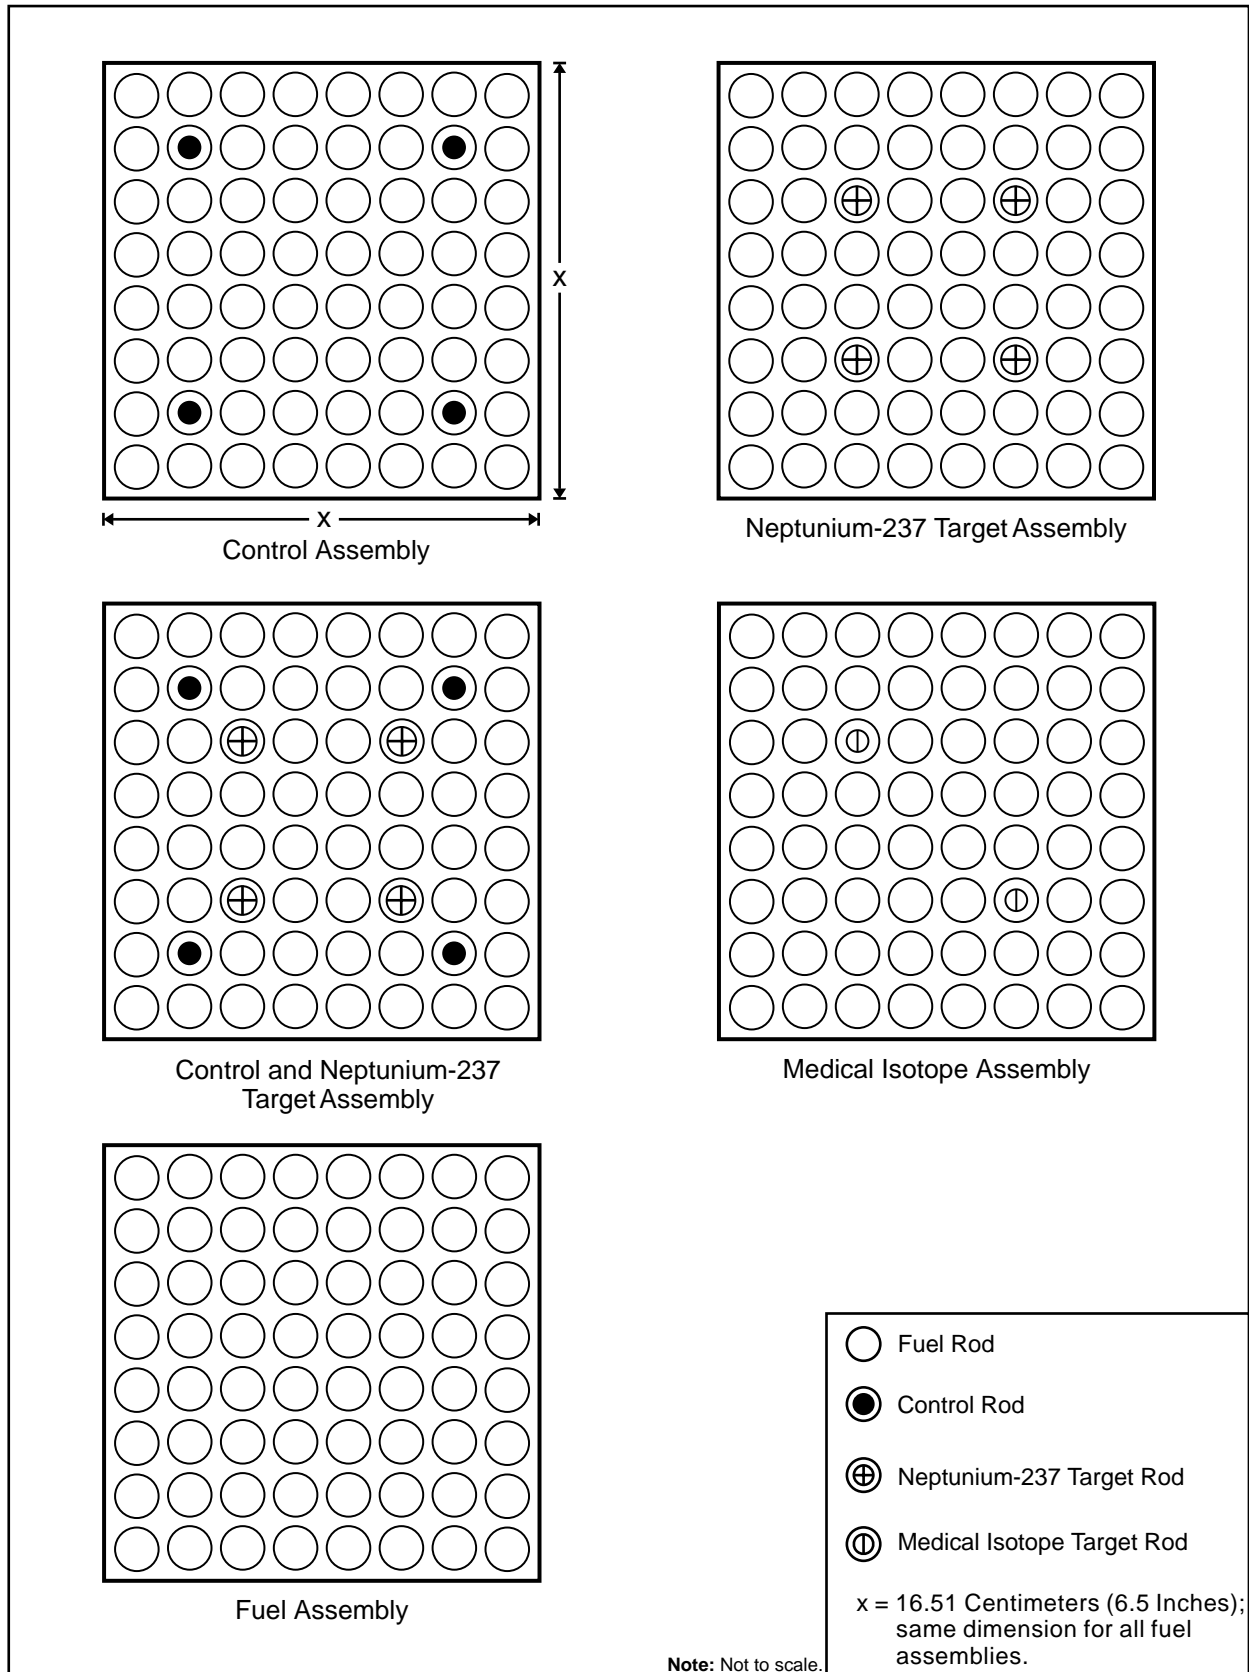 x
x
Control Assembly
Neptunium-237 Target Assembly
Control and Neptunium-237
Target Assembly
Medical Isotope Assembly
Fuel Assembly
Fuel Rod
Control Rod
Neptunium-237 Target Rod
Medical Isotope Target Rod
x = 16.51 Centimeters (6.5 Inches);
same dimension for all fuel
assemblies.
Note: Not to scale.